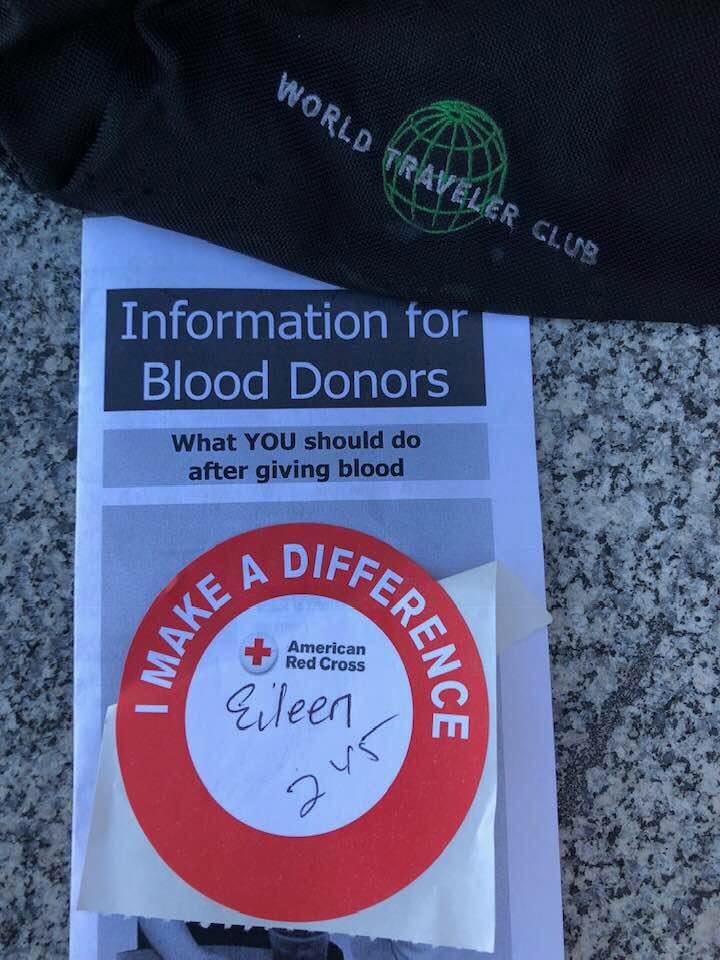 WORLD TRAVELER CLUB
Information for
Blood Donors
What YOU should do
after giving blood
I MAKE A DIFFERENCE
American
Red Cross
Eileen
245